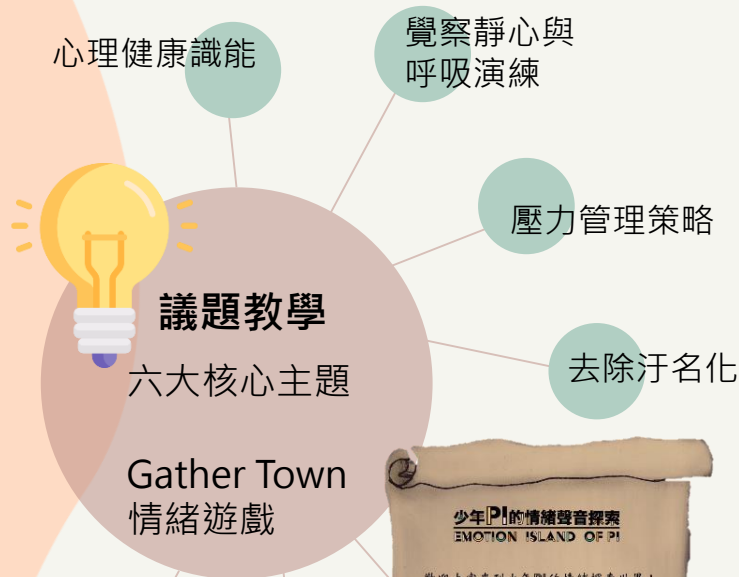 心理健康識能
覺察靜心與
呼吸演練
壓力管理策略
去除汙名化
議題教學
六大核心主題
Gather Town
情緒遊戲
少年PI的情緒聲音探索
EMOTION ISLAND OF PI